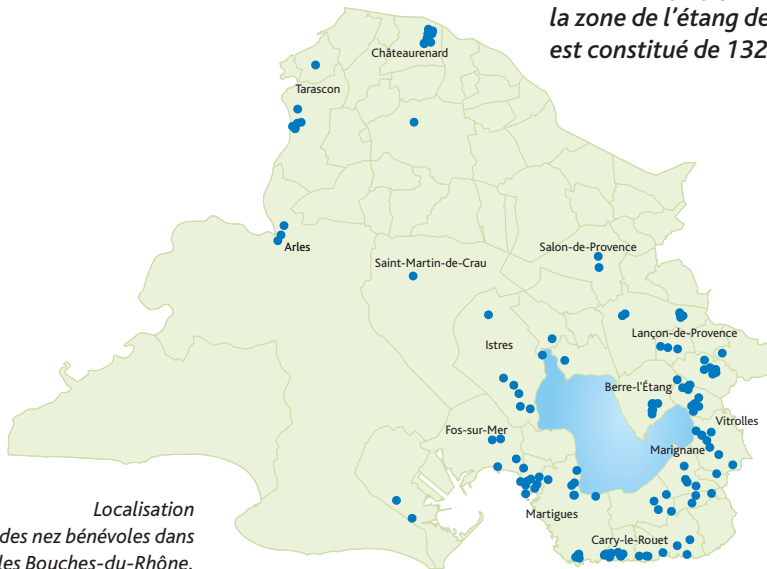 la zone de l'étang de
est constitué de 132
Châteaurenard
Tarascon
Arles
Salon-de-Provence
Saint-Martin-de-Crau
Lançon-de-Provence
Istres
Berre-l'Étang
Vitrolles
Fos-sur-Mer
Marignane
Martigues
Carry-le-Rouet
Localisation
des nez bénévoles dans
les Bouches-du-Rhône.